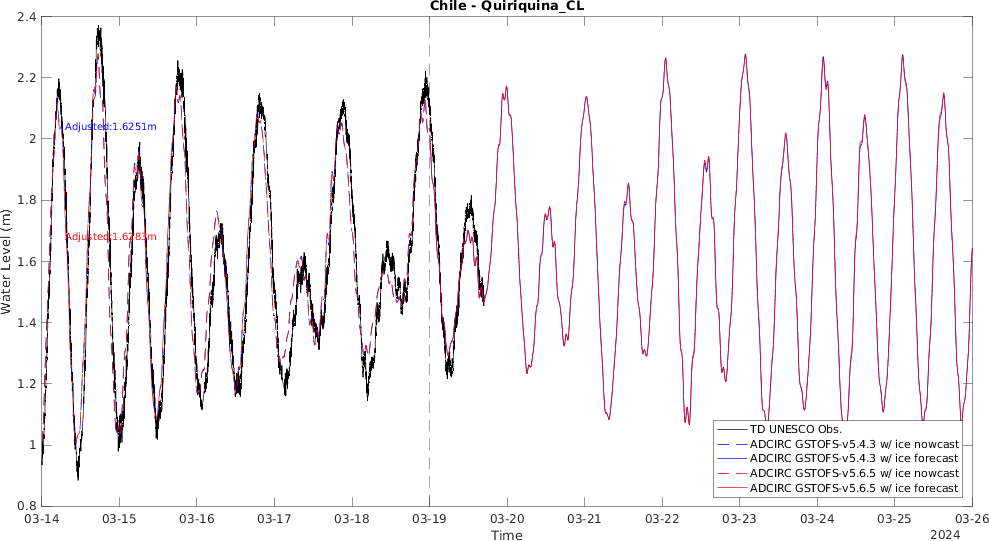 Chile - Quiriquina_CL
2.4
2.2
2
1.8
1.6
1.4
1.2
1
0.8
Water Level (m)
Adjusted:1.6251m
Adjusted:1.6283m
TD UNESCO Obs.
ADCIRC GSTOFS-v5.4.3 w/ ice nowcast
ADCIRC GSTOFS-v5.4.3 w/ ice forecast
ADCIRC GSTOFS-v5.6.5 w/ ice nowcast
ADCIRC GSTOFS-v5.6.5 w/ ice forecast
03-14 03-15 03-16 03-17 03-18 03-19 03-20 03-21 03-22 03-23 03-24 03-25 03-26
Time
2024